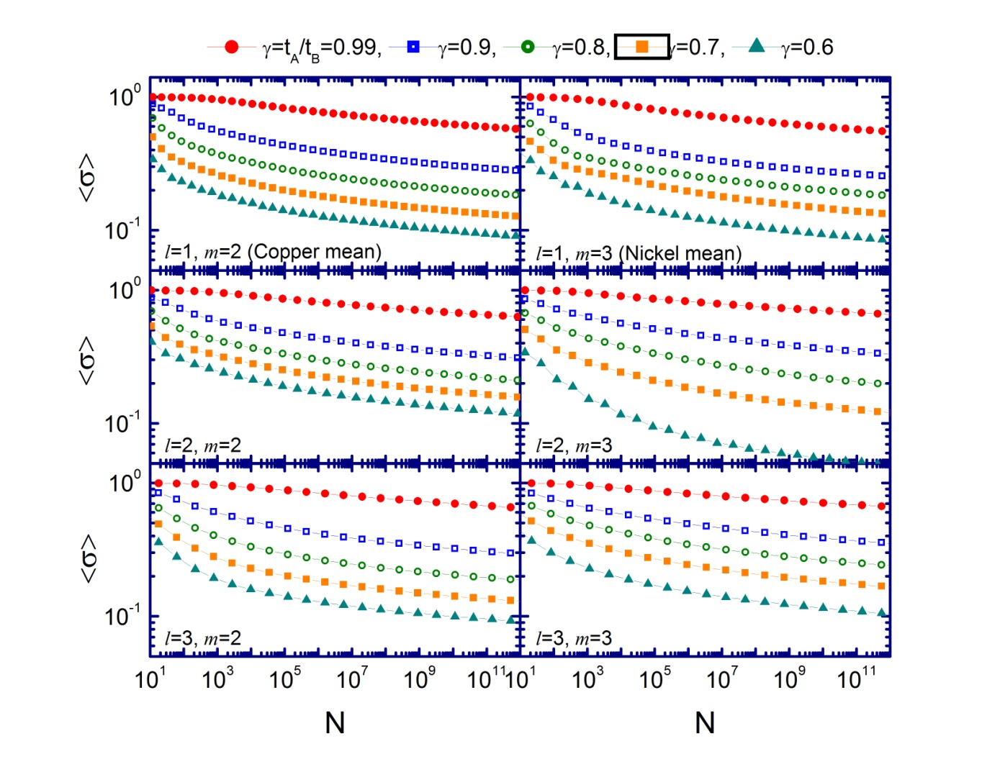 γ=t_A/t_B=0.99, γ=0.9, γ=0.8, γ=0.7, γ=0.6
10^0
<σ>
10^-1
l=1, m=2 (Copper mean) l=1, m=3 (Nickel mean)
10^0
<σ>
10^-1
l=2, m=2 l=2, m=3
10^0
<σ>
10^-1
l=3, m=2 l=3, m=3
10^1 10^3 10^5 10^7 10^9 10^11 10^1 10^3 10^5 10^7 10^9 10^11
N N